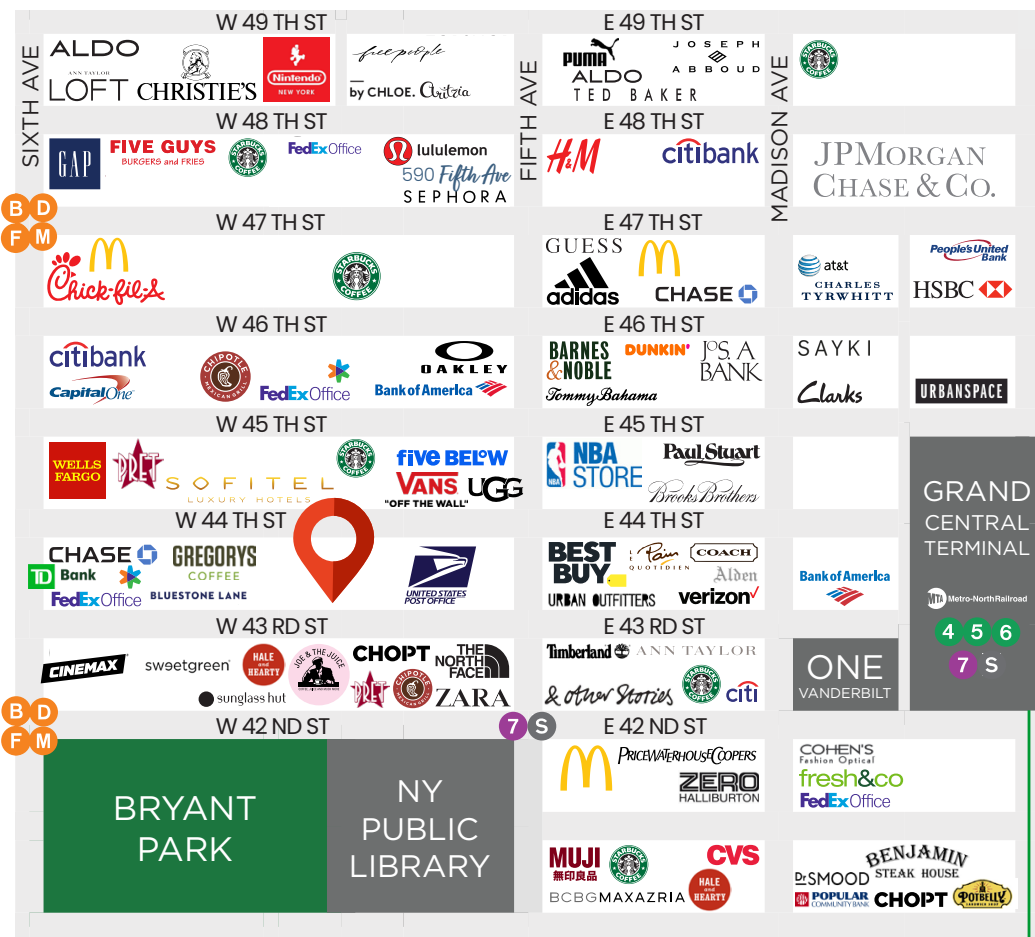 W 49 TH ST
E 49 TH ST
SIXTH AVE
FIFTH AVE
MADISON AVE
ALDO
ANN TAYLOR
LOFT
CHRISTIE'S
Nintendo
NEW YORK
free people
by CHLOE.
Aritzia
PUMA
JOSEPH
ABBOUD
ALDO
TED BAKER
STARBUCKS
COFFEE
W 48 TH ST
E 48 TH ST
GAP
FIVE GUYS
BURGERS and FRIES
STARBUCKS
COFFEE
FedEx Office
lululemon
590 Fifth Ave
SEPHORA
H&M
citibank
JPMORGAN
CHASE & CO.
B D
F M
W 47 TH ST
E 47 TH ST
Chick-fil-A
STARBUCKS
COFFEE
GUESS
adidas
CHASE
at&t
CHARLES
TYRWHITT
People's United
Bank
HSBC
W 46 TH ST
E 46 TH ST
citibank
Capital One
CHIPOTLE
MEXICAN GRILL
FedEx Office
OAKLEY
Bank of America
BARNES
&NOBLE
DUNKIN'
JOS. A
BANK
Tommy Bahama
SAYKI
Clarks
URBANSPACE
W 45 TH ST
E 45 TH ST
WELLS
FARGO
PRET
SOFITEL
LUXURY HOTELS
STARBUCKS
COFFEE
five BELOW
VANS
"OFF THE WALL"
UGG
NBA
NBA
STORE
Paul Stuart
Brooks Brothers
GRAND
CENTRAL
TERMINAL
MTA Metro-North Railroad
4 5 6
7 S
W 44 TH ST
E 44 TH ST
CHASE
TD Bank
FedEx Office
GREGORYS
COFFEE
BLUESTONE LANE
UNITED STATES
POST OFFICE
BEST
BUY
Le Pain
QUOTIDIEN
COACH
Alden
URBAN OUTFITTERS
verizon
Bank of America
W 43 RD ST
E 43 RD ST
CINEMAX
sweetgreen
HALE
and
HEARTY
JOE & THE JUICE
CHOPT
THE
NORTH
FACE
sunglass hut
PRET
CHIPOTLE
MEXICAN GRILL
ZARA
Timberland
ANN TAYLOR
& other Stories
STARBUCKS
COFFEE
citi
ONE
VANDERBILT
B D
F M
W 42 ND ST
7 S
E 42 ND ST
BRYANT
PARK
NY
PUBLIC
LIBRARY
PRICEWATERHOUSECOOPERS
ZERO
HALLIBURTON
COHEN'S
Fashion Optical
fresh&co
FedEx Office
MUJI
無印良品
STARBUCKS
COFFEE
CVS
BCBGMAXAZRIA
HALE
and
HEARTY
BENJAMIN
STEAK HOUSE
Dr SMOOD
POPULAR
COMMUNITY BANK
CHOPT
POTBELLY
SANDWICH SHOP